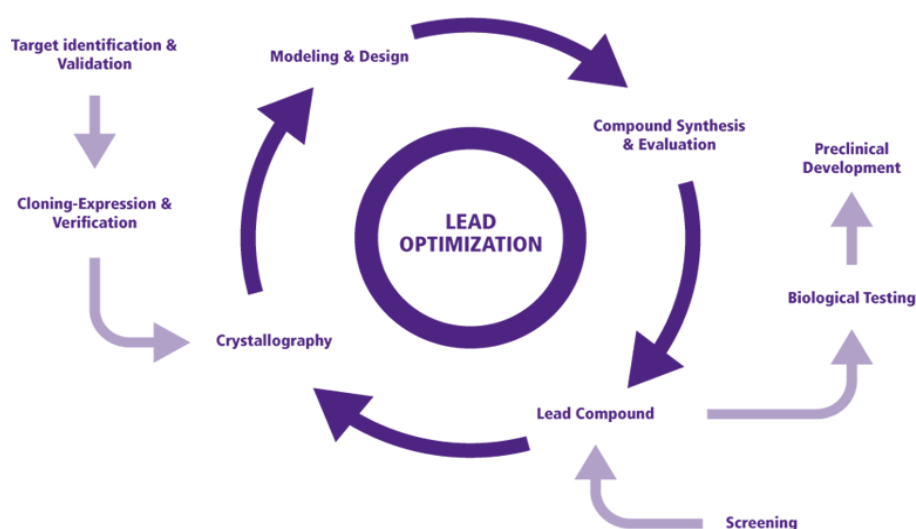 Target identification &
Validation
Modeling & Design
Compound Synthesis
& Evaluation
Preclinical
Development
Cloning-Expression &
Verification
LEAD
OPTIMIZATION
Biological Testing
Crystallography
Lead Compound
Screening